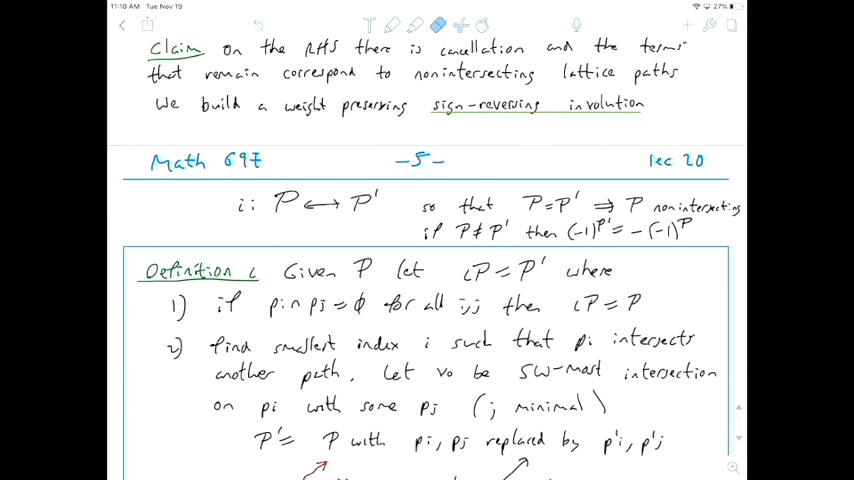 11:10 AM Tue Nov 19
27%
Claim On the RHS there is cancellation and the terms
that remain correspond to nonintersecting lattice paths
We build a weight preserving sign-reversing involution
Math 697 -5- lec 20
i: P ↔ P' so that P = P' ⇒ P nonintersecting
if P ≠ P' then (-1)^P' = -(-1)^P
Definition ι Given P let ιP = P' where
1) if pi ∩ pj = ϕ for all i,j then ιP = P
2) find smallest index i such that pi intersects
another path. Let vo be SW-most intersection
on pi with some pj (j minimal)
P' = P with pi, pj replaced by p'i, p'j